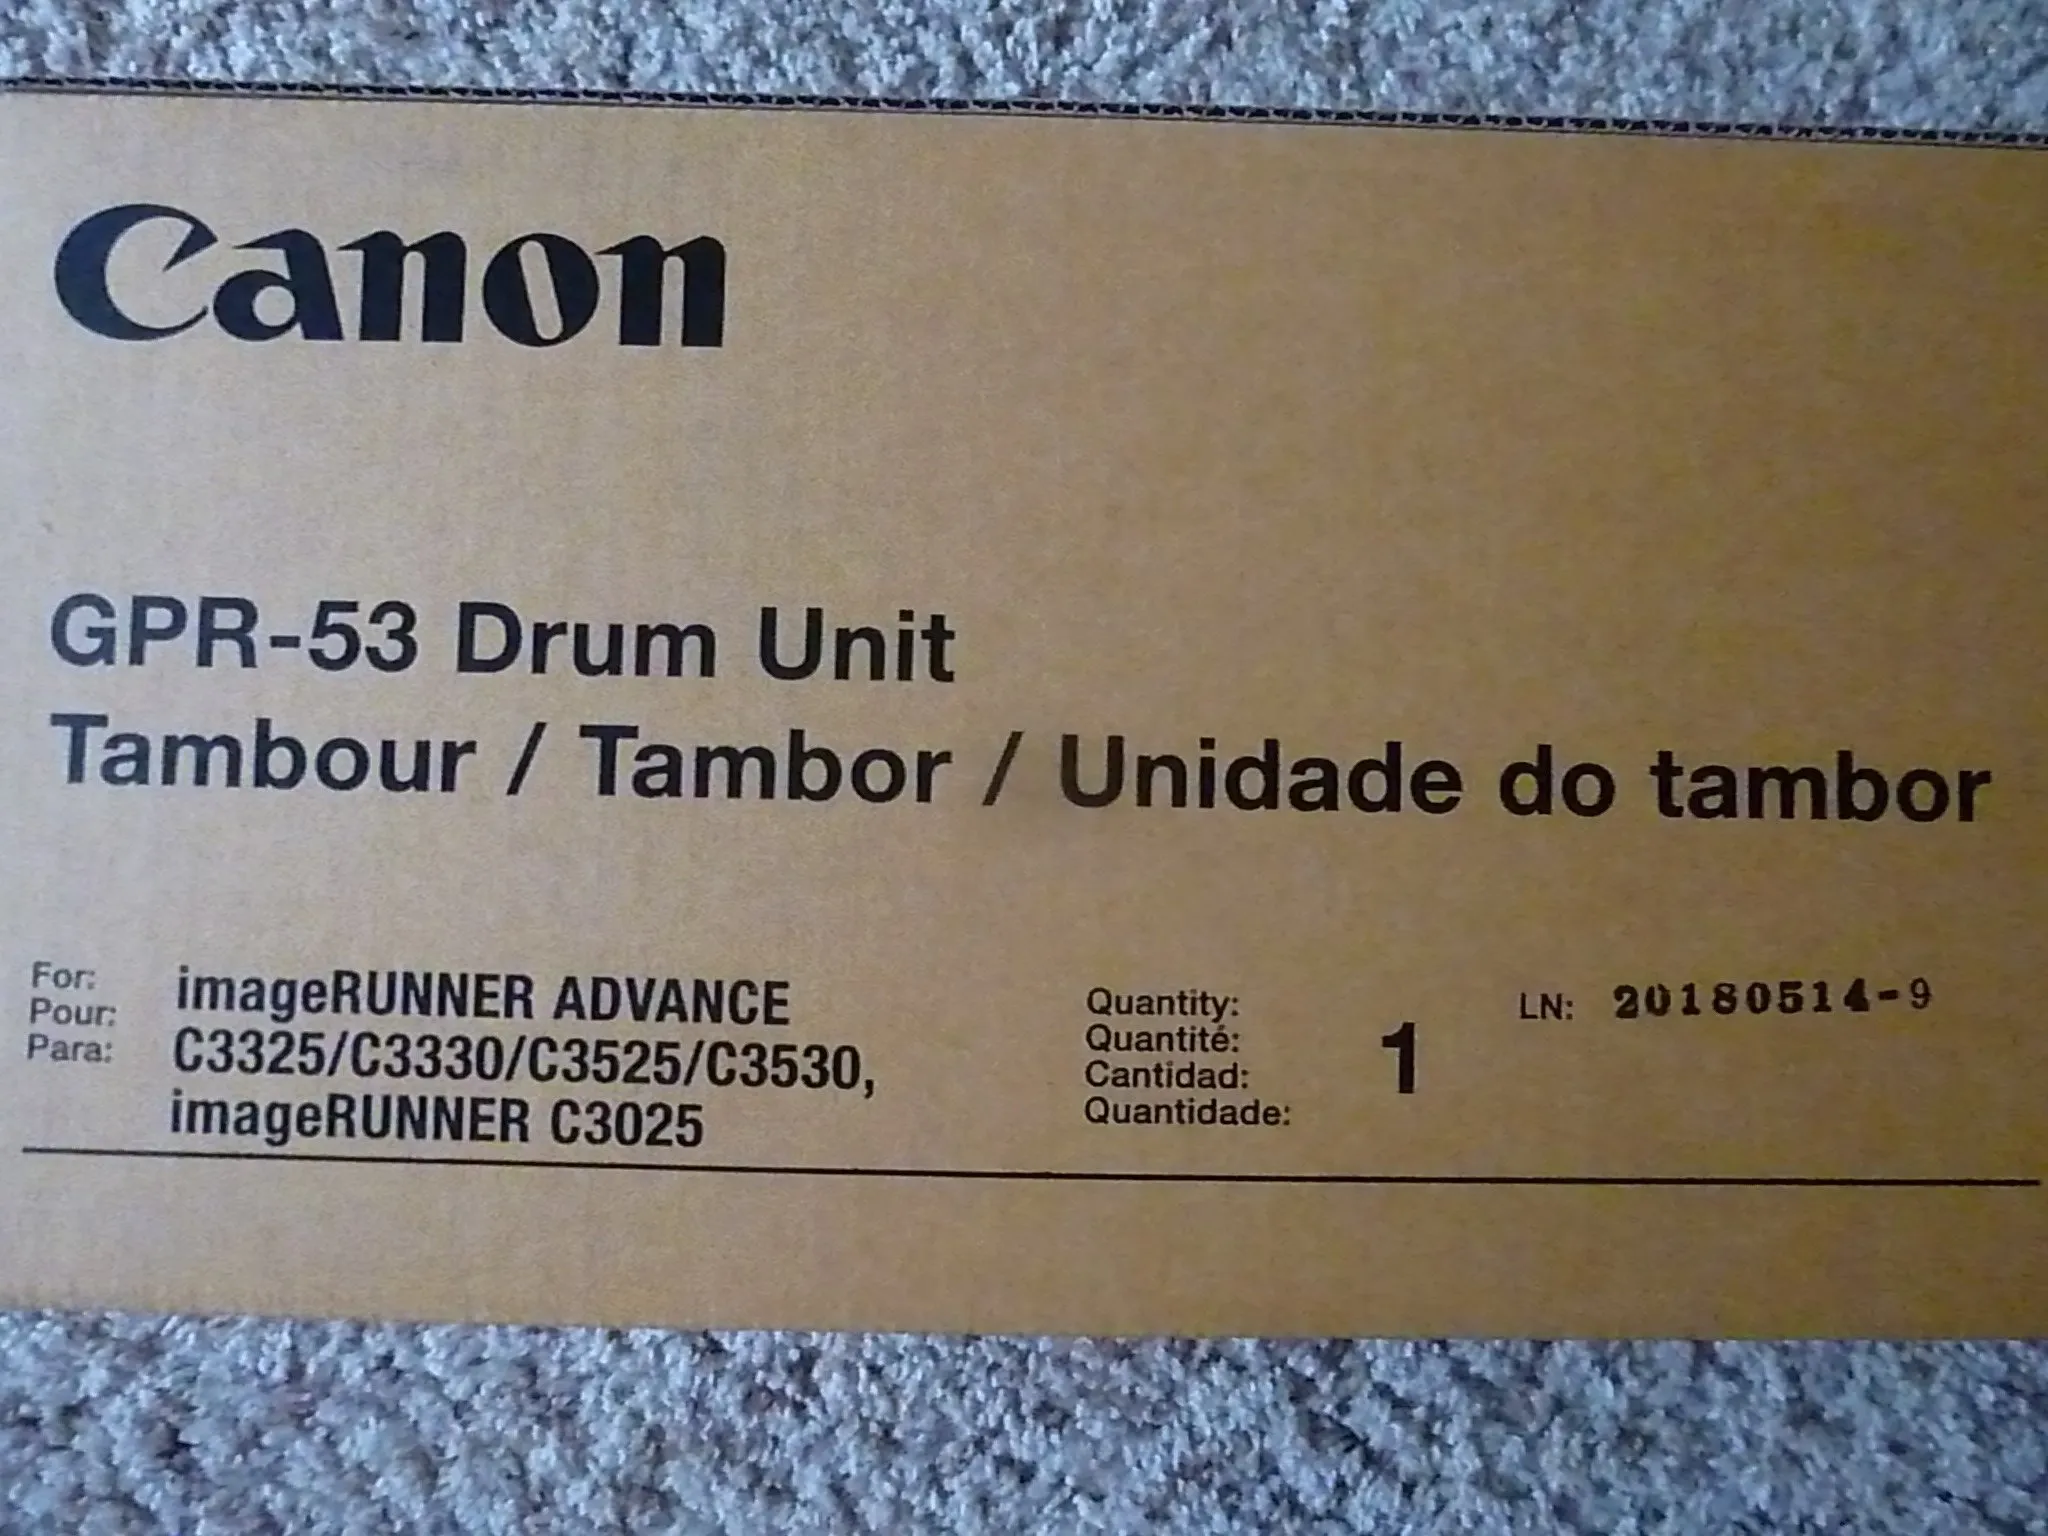 Canon
GPR-53 Drum Unit
Tambour / Tambor / Unidade do tambor
For:
Pour:
Para:
imageRUNNER ADVANCE
C3325/C3330/C3525/C3530,
imageRUNNER C3025
Quantity:
Quantité:
Cantidad:
Quantidade:
1
LN: 20180514-9